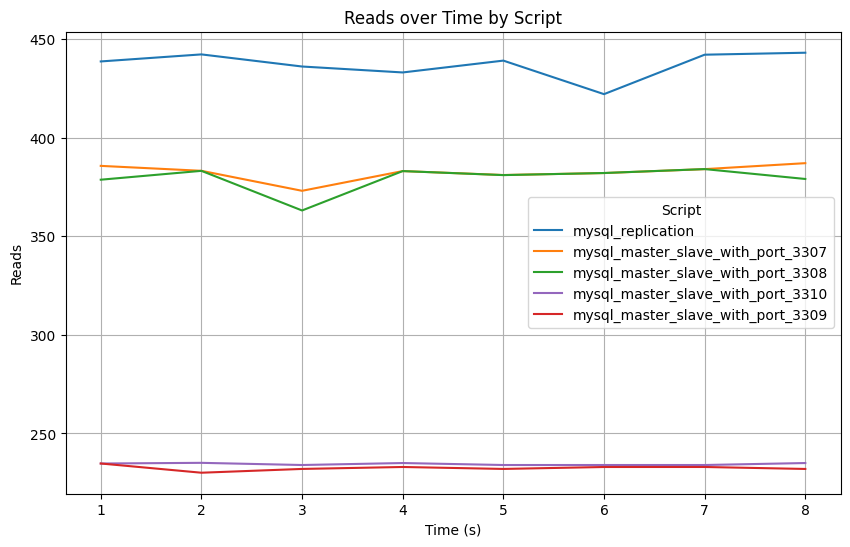 Reads over Time by Script
450
400
350
300
250
Reads
Script
mysql_replication
mysql_master_slave_with_port_3307
mysql_master_slave_with_port_3308
mysql_master_slave_with_port_3310
mysql_master_slave_with_port_3309
1 2 3 4 5 6 7 8
Time (s)